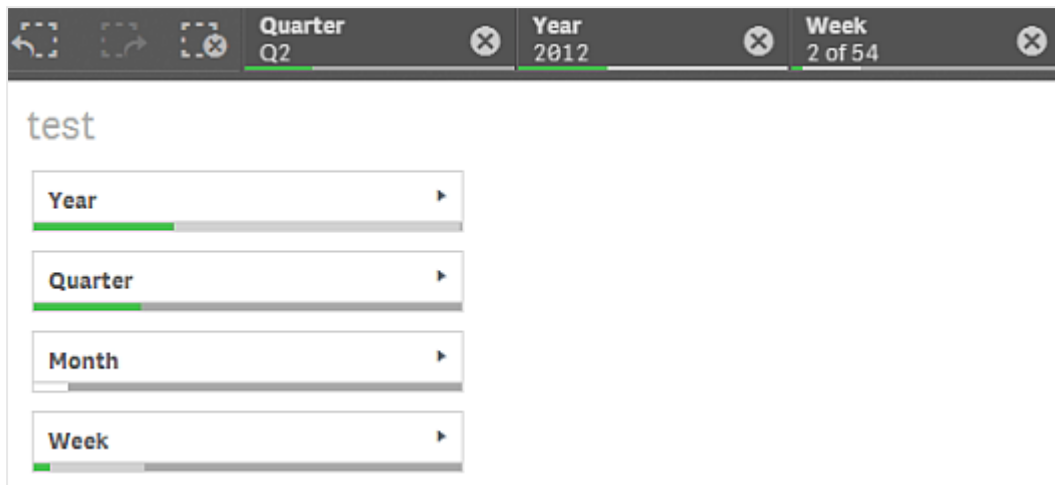 Quarter
Q2
Year
2012
Week
2 of 54
test
Year
Quarter
Month
Week